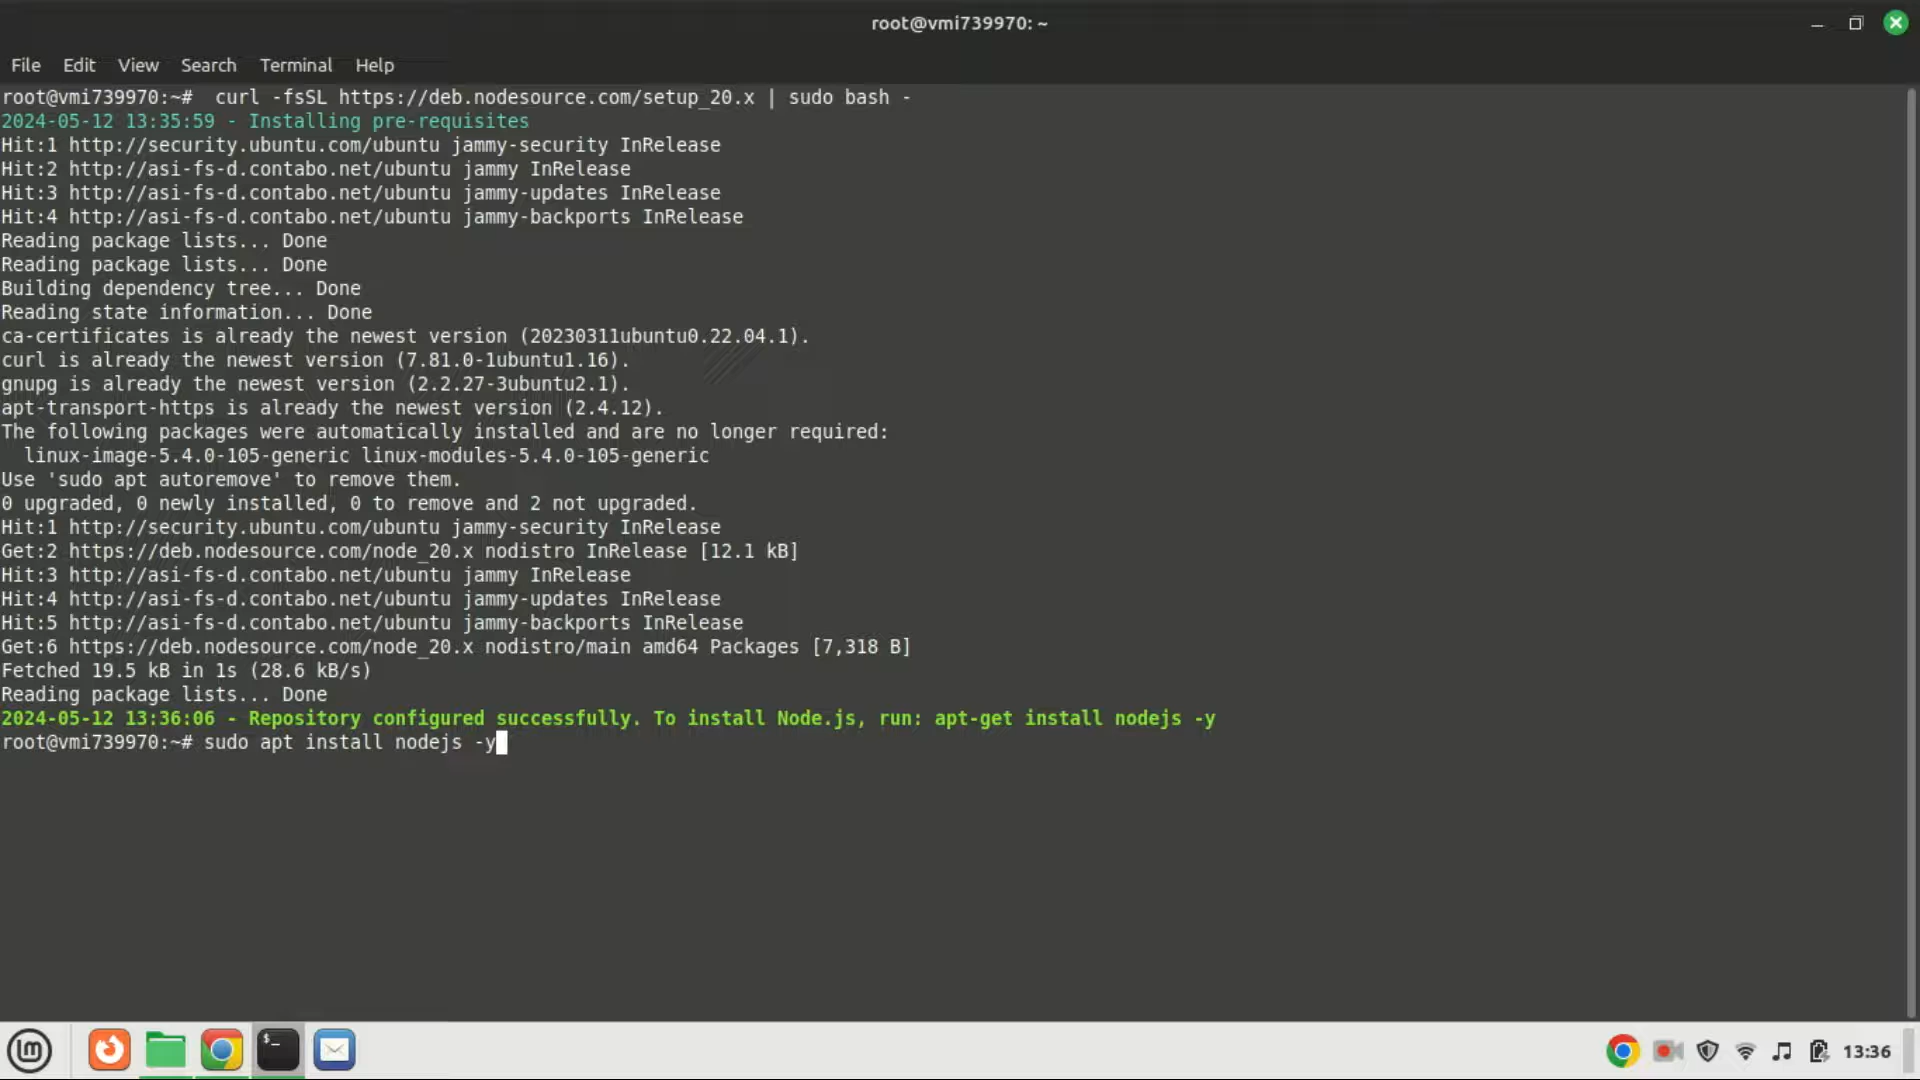 root@vmi739970: ~
File Edit View Search Terminal Help
root@vmi739970:~#  curl -fsSL https://deb.nodesource.com/setup_20.x | sudo bash -
2024-05-12 13:35:59 - Installing pre-requisites
Hit:1 http://security.ubuntu.com/ubuntu jammy-security InRelease
Hit:2 http://asi-fs-d.contabo.net/ubuntu jammy InRelease
Hit:3 http://asi-fs-d.contabo.net/ubuntu jammy-updates InRelease
Hit:4 http://asi-fs-d.contabo.net/ubuntu jammy-backports InRelease
Reading package lists... Done
Reading package lists... Done
Building dependency tree... Done
Reading state information... Done
ca-certificates is already the newest version (20230311ubuntu0.22.04.1).
curl is already the newest version (7.81.0-1ubuntu1.16).
gnupg is already the newest version (2.2.27-3ubuntu2.1).
apt-transport-https is already the newest version (2.4.12).
The following packages were automatically installed and are no longer required:
  linux-image-5.4.0-105-generic linux-modules-5.4.0-105-generic
Use 'sudo apt autoremove' to remove them.
0 upgraded, 0 newly installed, 0 to remove and 2 not upgraded.
Hit:1 http://security.ubuntu.com/ubuntu jammy-security InRelease
Get:2 https://deb.nodesource.com/node_20.x nodistro InRelease [12.1 kB]
Hit:3 http://asi-fs-d.contabo.net/ubuntu jammy InRelease
Hit:4 http://asi-fs-d.contabo.net/ubuntu jammy-updates InRelease
Hit:5 http://asi-fs-d.contabo.net/ubuntu jammy-backports InRelease
Get:6 https://deb.nodesource.com/node_20.x nodistro/main amd64 Packages [7,318 B]
Fetched 19.5 kB in 1s (28.6 kB/s)
Reading package lists... Done
2024-05-12 13:36:06 - Repository configured successfully. To install Node.js, run: apt-get install nodejs -y
root@vmi739970:~# sudo apt install nodejs -y
13:36